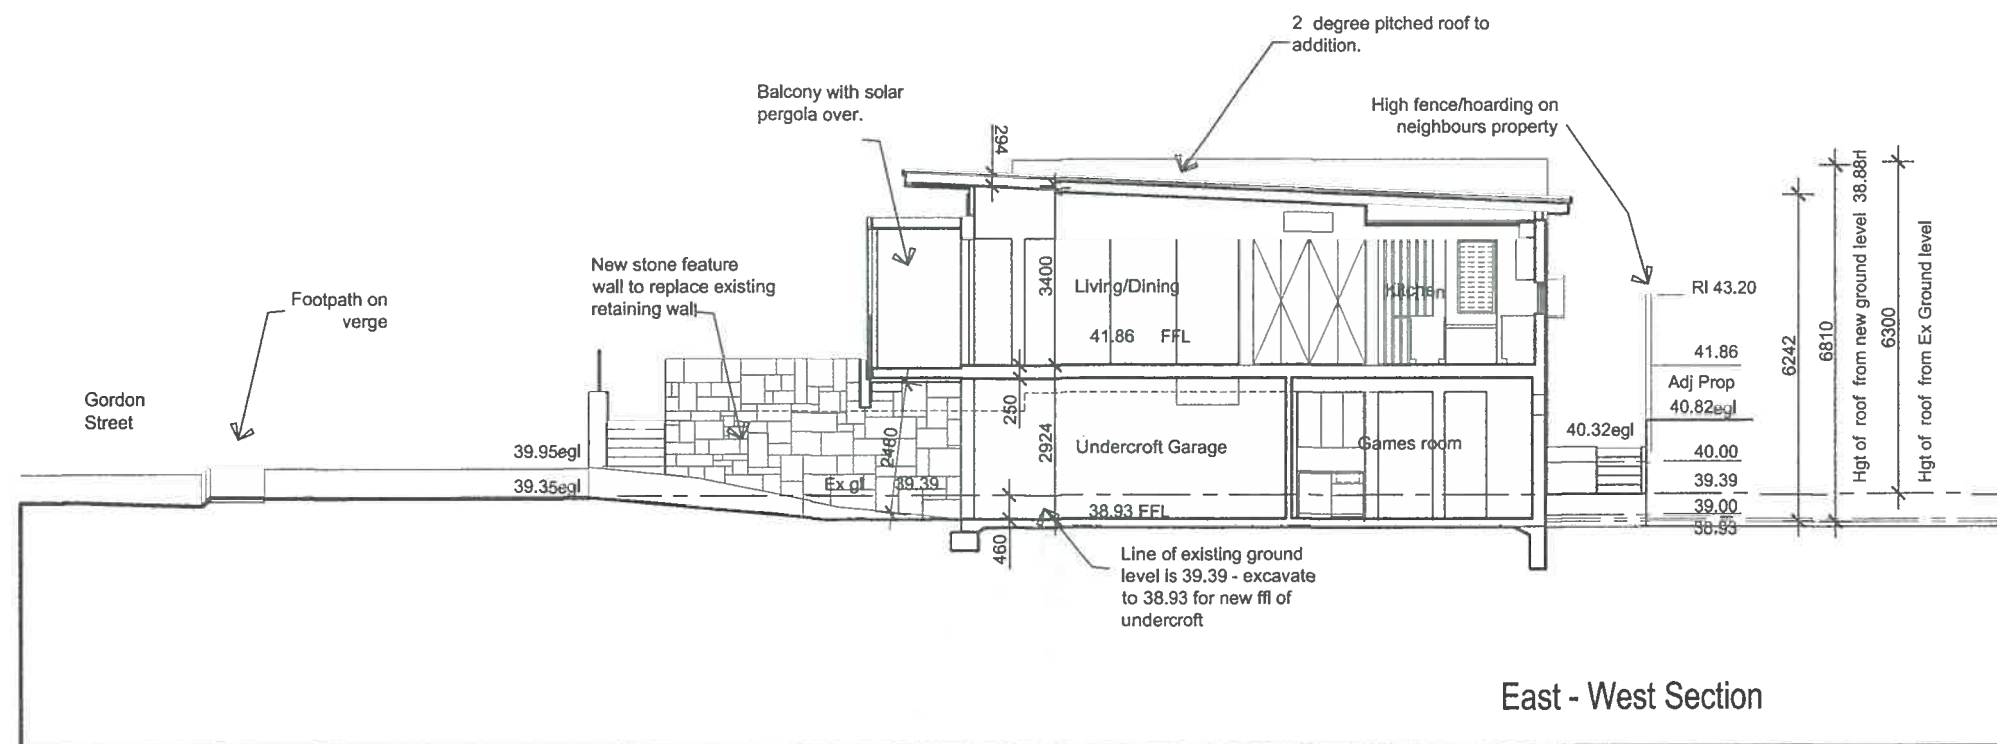 2 degree pitched roof to
addition.
Balcony with solar
pergola over.
High fence/hoarding on
neighbours property
294
New stone feature
wall to replace existing
retaining wall
Footpath on
verge
Gordon
Street
3400
Living/Dining
Kitchen
41.86 FFL
RI 43.20
41.86
Adj Prop
40.82egl
40.32egl
40.00
39.39
39.00
38.93
6242
6810
Hgt of roof from new ground level 38.88rl
6300
Hgt of roof from Ex Ground level
39.95egl
39.35egl
Ex gl 39.39
2480
250
2924
Undercroft Garage
Games room
38.93 FFL
460
Line of existing ground
level is 39.39 - excavate
to 38.93 for new ffl of
undercroft
East - West Section